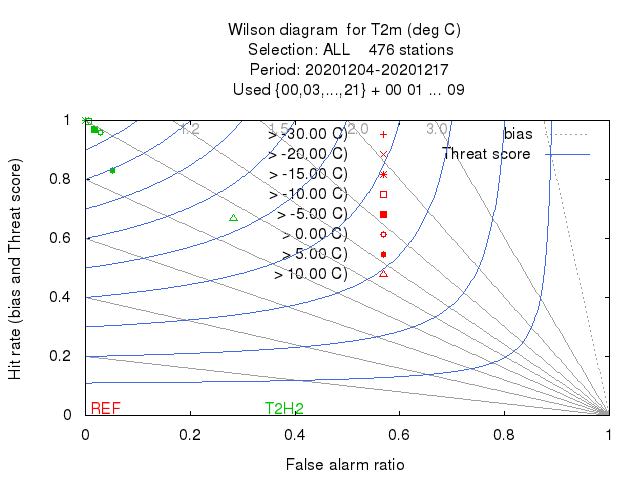 Wilson diagram for T2m (deg C)
Selection: ALL 476 stations
Period: 20201204-20201217
Used {00,03,...,21} + 00 01 ... 09
Hit rate (bias and Threat score)
1
0.8
0.6
0.4
0.2
0
1.2
1.5
2.0
3.0
> -30.00 C)
> -20.00 C)
> -15.00 C)
> -10.00 C)
> -5.00 C)
> 0.00 C)
> 5.00 C)
> 10.00 C)
bias
Threat score
REF
T2H2
0 0.2 0.4 0.6 0.8 1
False alarm ratio